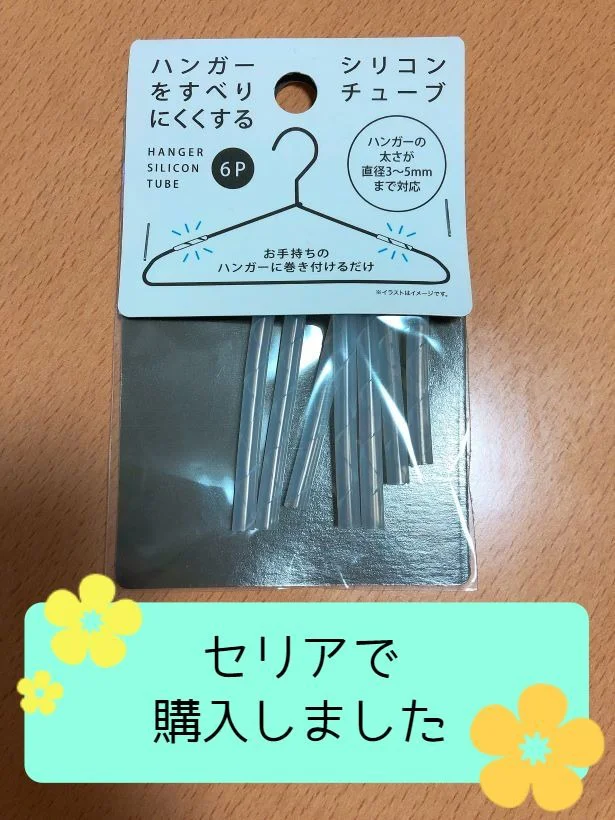 ハンガー
をすべり
にくくする
シリコン
チューブ
HANGER
SILICON
TUBE
6P
ハンガーの
太さが
直径3〜5mm
まで対応
お手持ちの
ハンガーに巻き付けるだけ
※イラストはイメージです。
セリアで
購入しました